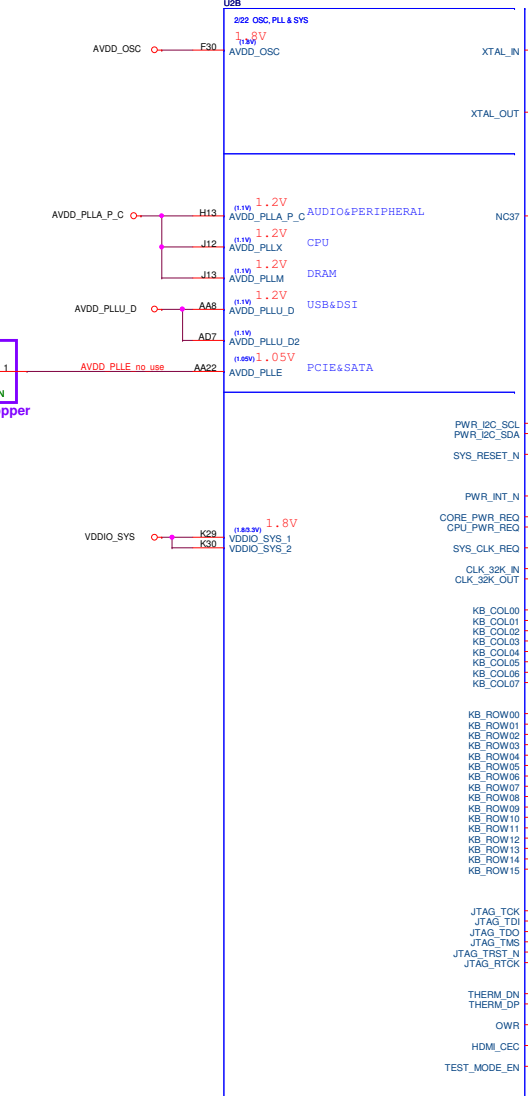 U2B
2/22 OSC, PLL & SYS
1.8V
(1.8V)
AVDD_OSC F30 AVDD_OSC XTAL_IN
XTAL_OUT
(1.1V) 1.2V
AVDD_PLLA_P_C H13 AVDD_PLLA_P_C AUDIO&PERIPHERAL NC37
(1.1V) 1.2V
J12 AVDD_PLLX CPU
(1.1V) 1.2V
J13 AVDD_PLLM DRAM
(1.1V) 1.2V
AVDD_PLLU_D AA8 AVDD_PLLU_D USB&DSI
(1.1V)
AD7 AVDD_PLLU_D2
(1.05V) 1.05V
1 AVDD_PLLE_no_use AA22 AVDD_PLLE PCIE&SATA
N
opper
PWR_I2C_SCL
PWR_I2C_SDA
SYS_RESET_N
PWR_INT_N
CORE_PWR_REQ
CPU_PWR_REQ
(1.8/3.3V) 1.8V
VDDIO_SYS K29 VDDIO_SYS_1
K30 VDDIO_SYS_2 SYS_CLK_REQ
CLK_32K_IN
CLK_32K_OUT
KB_COL00
KB_COL01
KB_COL02
KB_COL03
KB_COL04
KB_COL05
KB_COL06
KB_COL07
KB_ROW00
KB_ROW01
KB_ROW02
KB_ROW03
KB_ROW04
KB_ROW05
KB_ROW06
KB_ROW07
KB_ROW08
KB_ROW09
KB_ROW10
KB_ROW11
KB_ROW12
KB_ROW13
KB_ROW14
KB_ROW15
JTAG_TCK
JTAG_TDI
JTAG_TDO
JTAG_TMS
JTAG_TRST_N
JTAG_RTCK
THERM_DN
THERM_DP
OWR
HDMI_CEC
TEST_MODE_EN